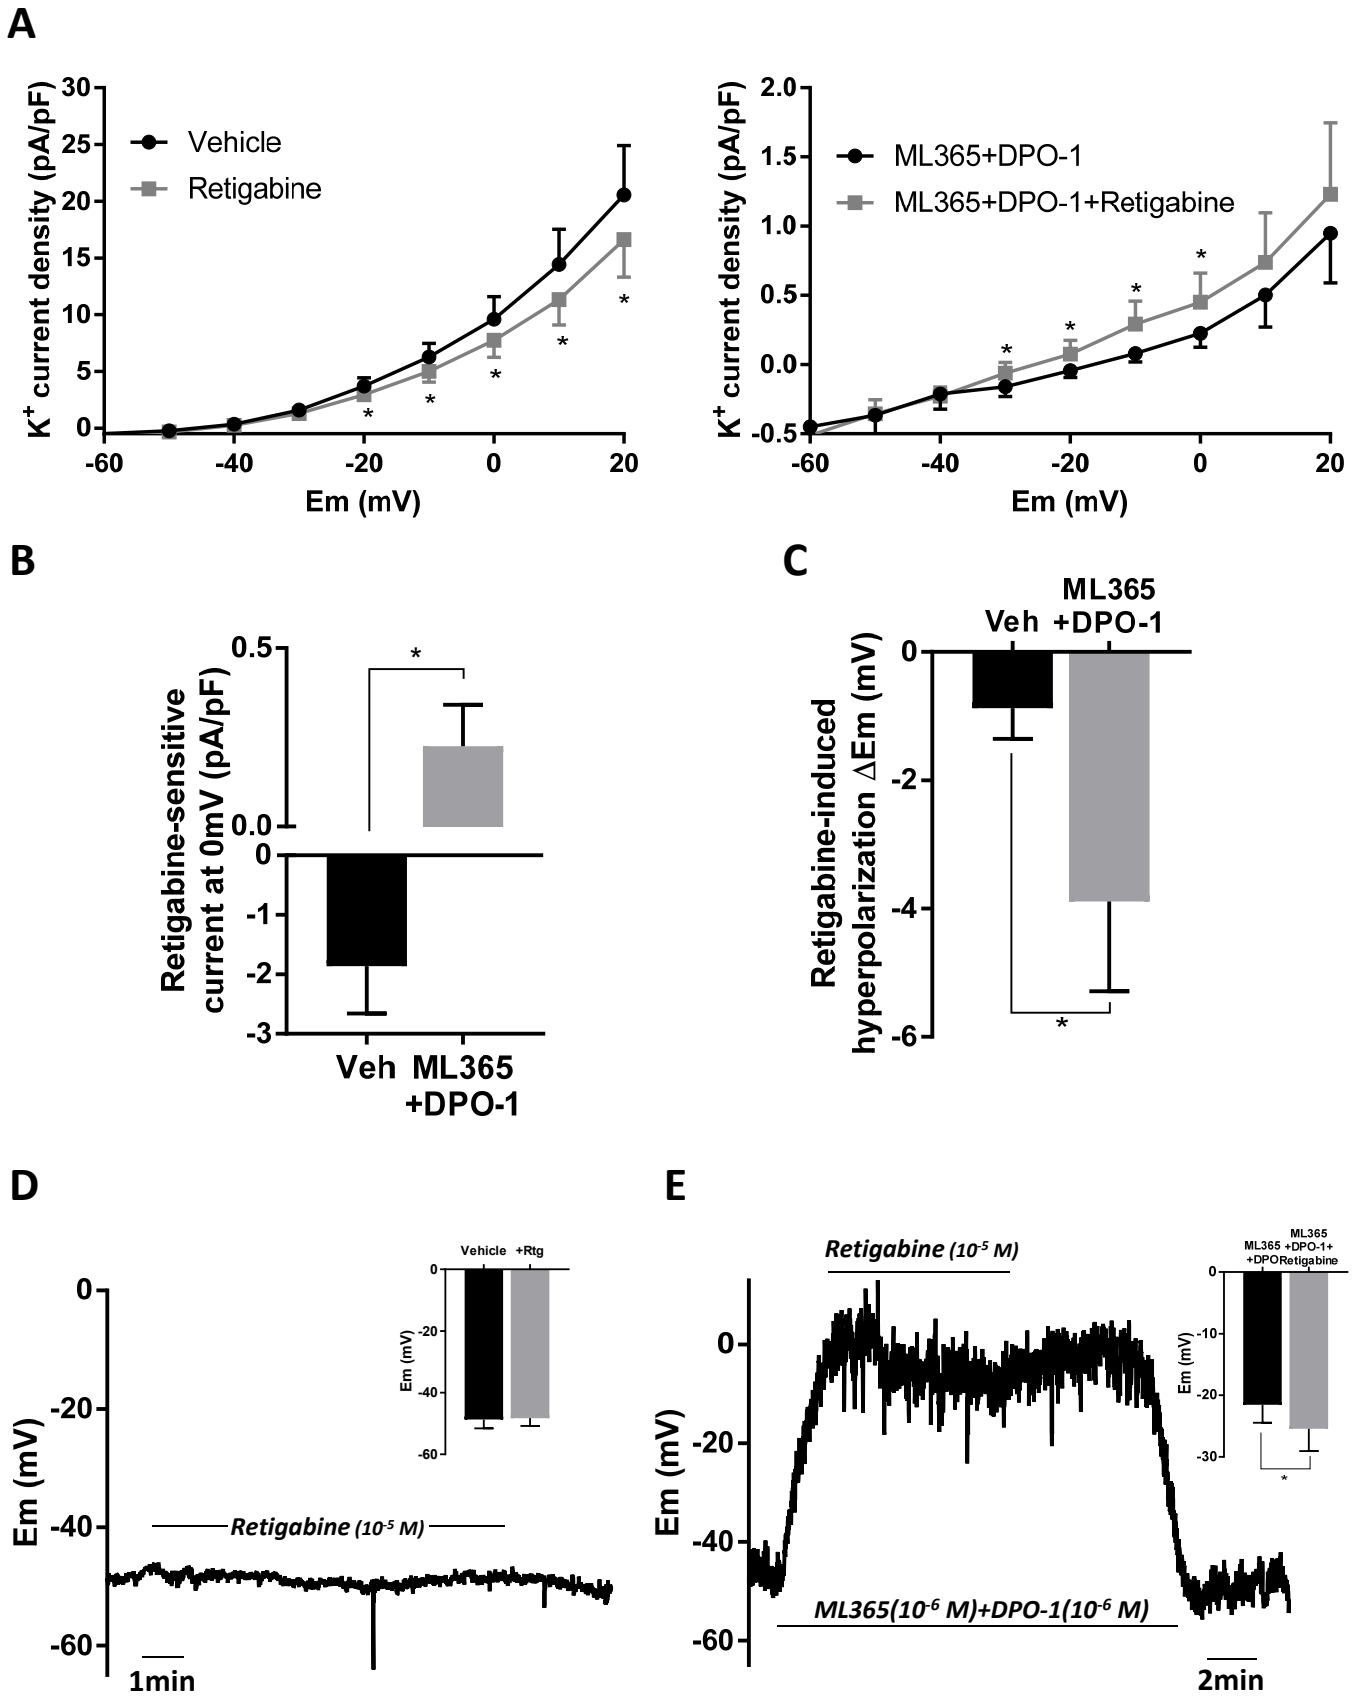 A
K+ current density (pA/pF)
30
25
20
15
10
5
0
Vehicle
Retigabine
*
*
*
*
*
-60
-40
-20
0
20
Em (mV)
K+ current density (pA/pF)
2.0
1.5
1.0
0.5
0.0
-0.5
ML365+DPO-1
ML365+DPO-1+Retigabine
*
*
*
*
-60
-40
-20
0
20
Em (mV)
B
Retigabine-sensitive
current at 0mV (pA/pF)
0.5
0.0
0
-1
-2
-3
*
Veh
ML365
+DPO-1
C
Retigabine-induced
hyperpolarization ΔEm (mV)
Veh
ML365
+DPO-1
0
-2
-4
-6
*
D
Em (mV)
0
-20
-40
-60
Vehicle
+Rtg
Em (mV)
0
-20
-40
-60
Retigabine (10-5 M)
1min
E
Em (mV)
0
-20
-40
-60
Retigabine (10-5 M)
ML365
+DPO
ML365
+DPO-1+
Retigabine
Em (mV)
0
-10
-20
-30
*
ML365(10-6 M)+DPO-1(10-6 M)
2min